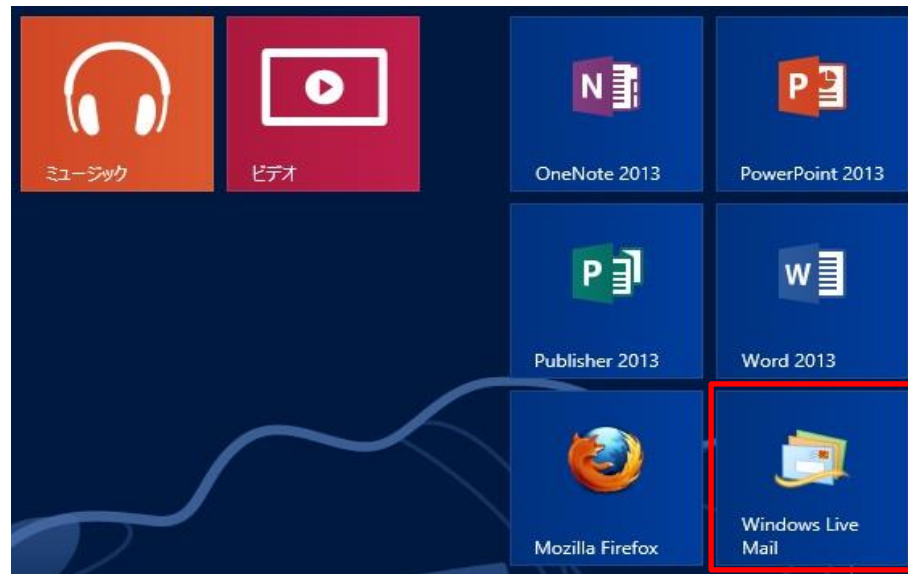 ミュージック
ビデオ
N
OneNote 2013
P
PowerPoint 2013
P
Publisher 2013
W
Word 2013
Mozilla Firefox
Windows Live
Mail